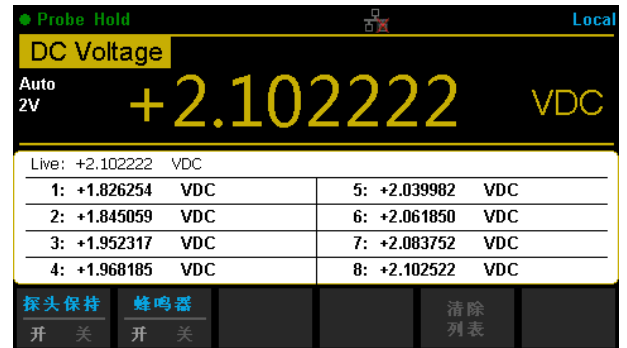 Probe Hold Local
DC Voltage
Auto
2V
+2.102222 VDC
Live: +2.102222 VDC
1: +1.826254 VDC
2: +1.845059 VDC
3: +1.952317 VDC
4: +1.968185 VDC
5: +2.039982 VDC
6: +2.061850 VDC
7: +2.083752 VDC
8: +2.102522 VDC
探头保持
开 关
蜂鸣器
开 关
清除
列表